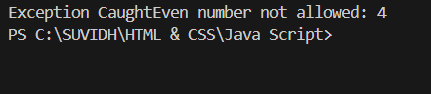 Exception CaughtEven number not allowed: 4
PS C:\SUVIDH\HTML & CSS\Java Script>